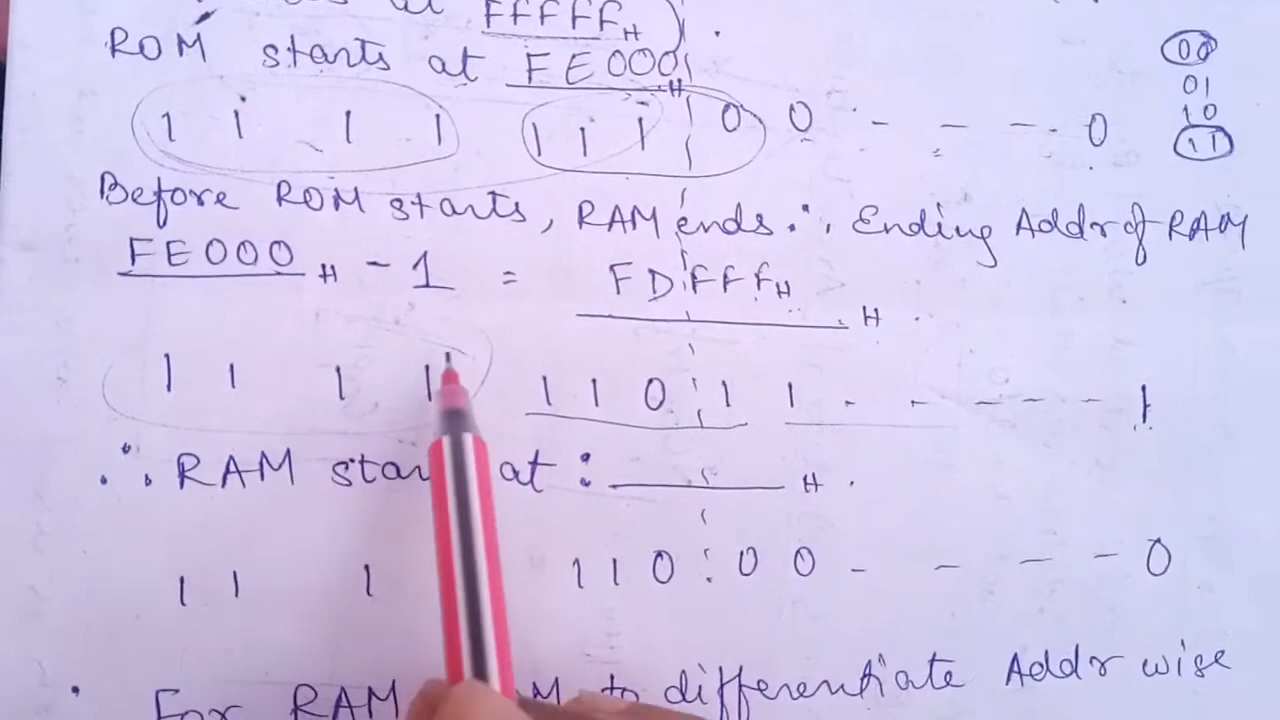 at FFFFFH).
ROM starts at FE000H
00
01
10
11
1 1 1 1 1 1 1 0 0 - - - - 0
Before ROM starts, RAM ends ∴ Ending Addr of RAM
FE000H - 1 = FDFFFH H.
1 1 1 1 1 1 0 1 1 - - - - - 1
∴ RAM at : H.
1 1 1 1 1 0 0 0 - - - - 0
For RAM to differentiate Addr wise